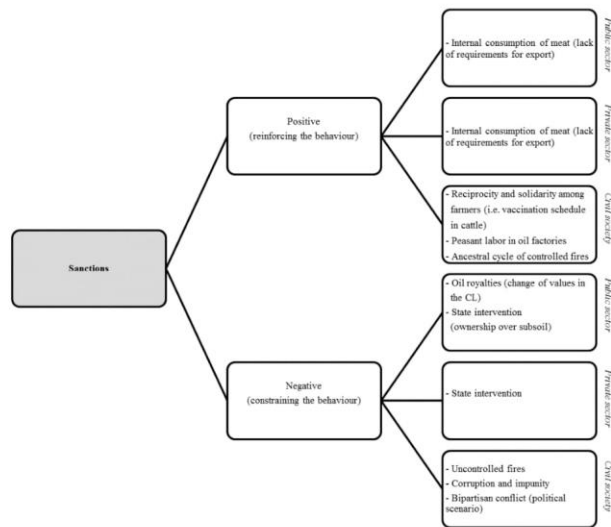 Sanctions
Positive
(reinforcing the behaviour)
- Internal consumption of meat (lack
of requirements for export)
Public sector
- Internal consumption of meat (lack
of requirements for export)
Private sector
- Reciprocity and solidarity among
farmers (i.e. vaccination schedule
in cattle)
- Peasant labor in oil factories
- Ancestral cycle of controlled fires
Civil society
Negative
(constraining the behaviour)
- Oil royalties (change of values in
the CL)
- State intervention
(ownership over subsoil)
Public sector
- State intervention
Private sector
- Uncontrolled fires
- Corruption and impunity
- Bipartisan conflict (political
scenario)
Civil society